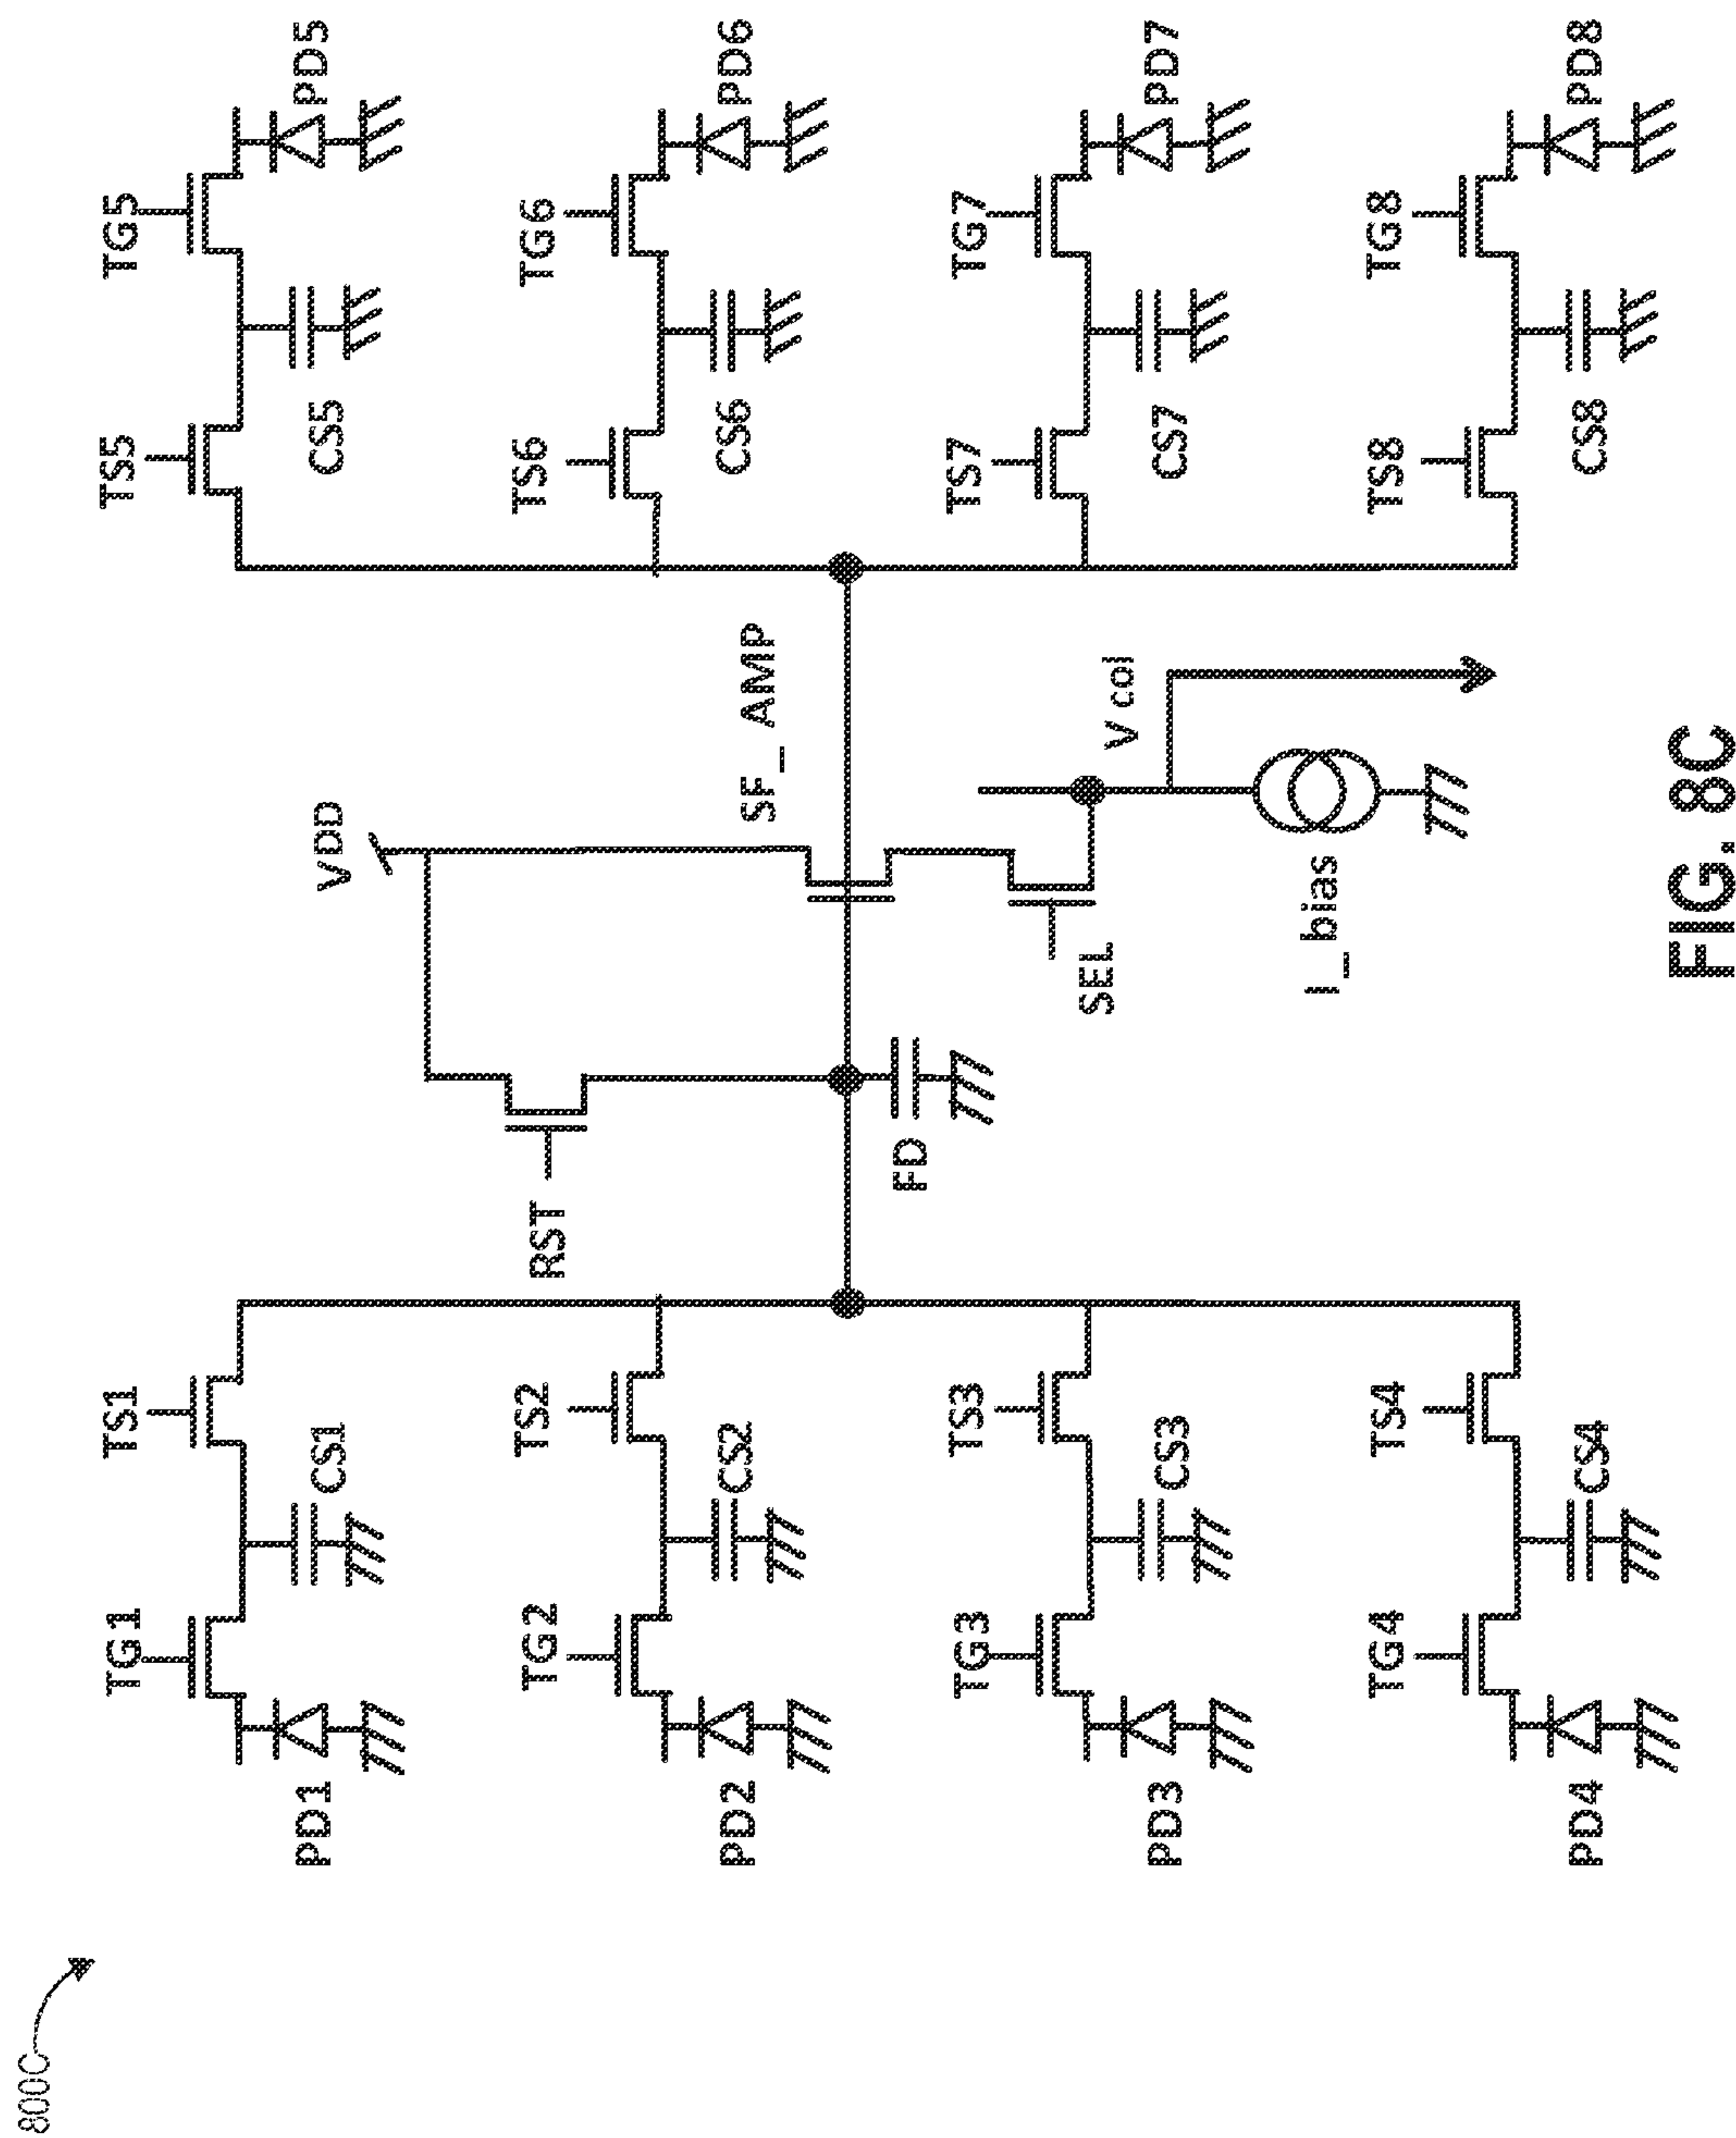 800C
TG1
TS1
PD1
CS1
TG2
TS2
PD2
CS2
TG3
TS3
PD3
CS3
TG4
TS4
PD4
CS4
RST
VDD
FD
SF_AMP
SEL
V col
I_bias
TS5
TG5
CS5
PD5
TS6
TG6
CS6
PD6
TS7
TG7
CS7
PD7
TS8
TG8
CS8
PD8
FIG. 8C